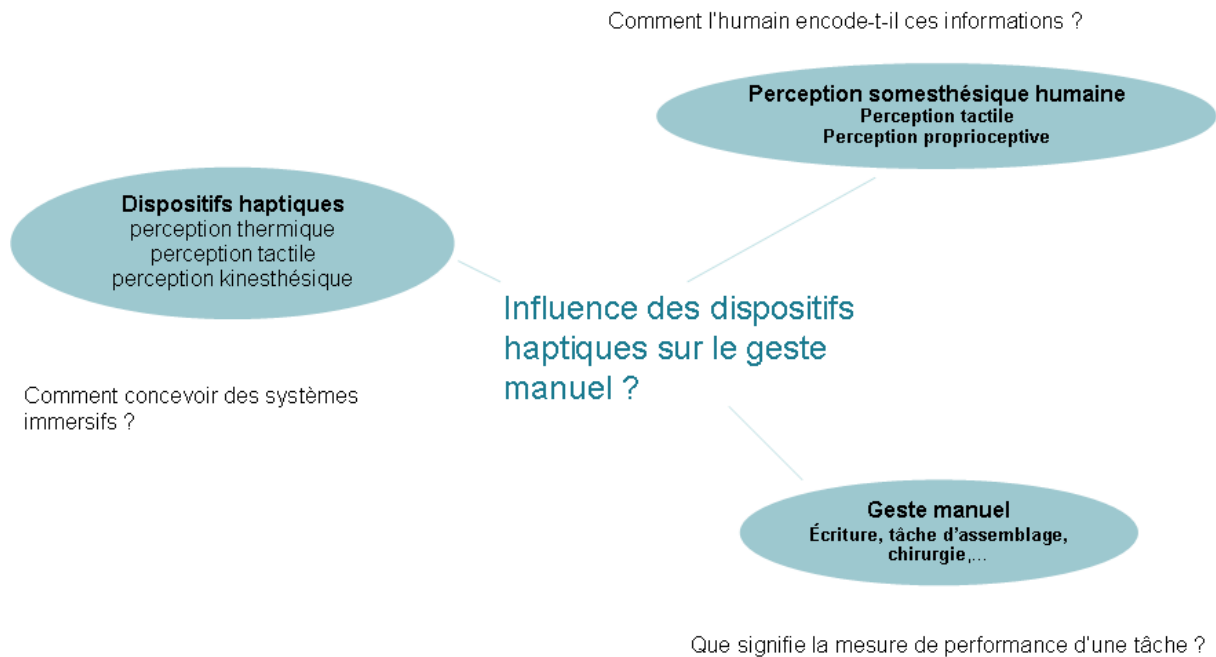 Comment l'humain encode-t-il ces informations ?
Perception somesthésique humaine
Perception tactile
Perception proprioceptive
Dispositifs haptiques
perception thermique
perception tactile
perception kinesthésique
Influence des dispositifs
haptiques sur le geste
manuel ?
Comment concevoir des systèmes
immersifs ?
Geste manuel
Écriture, tâche d'assemblage,
chirurgie,...
Que signifie la mesure de performance d'une tâche ?